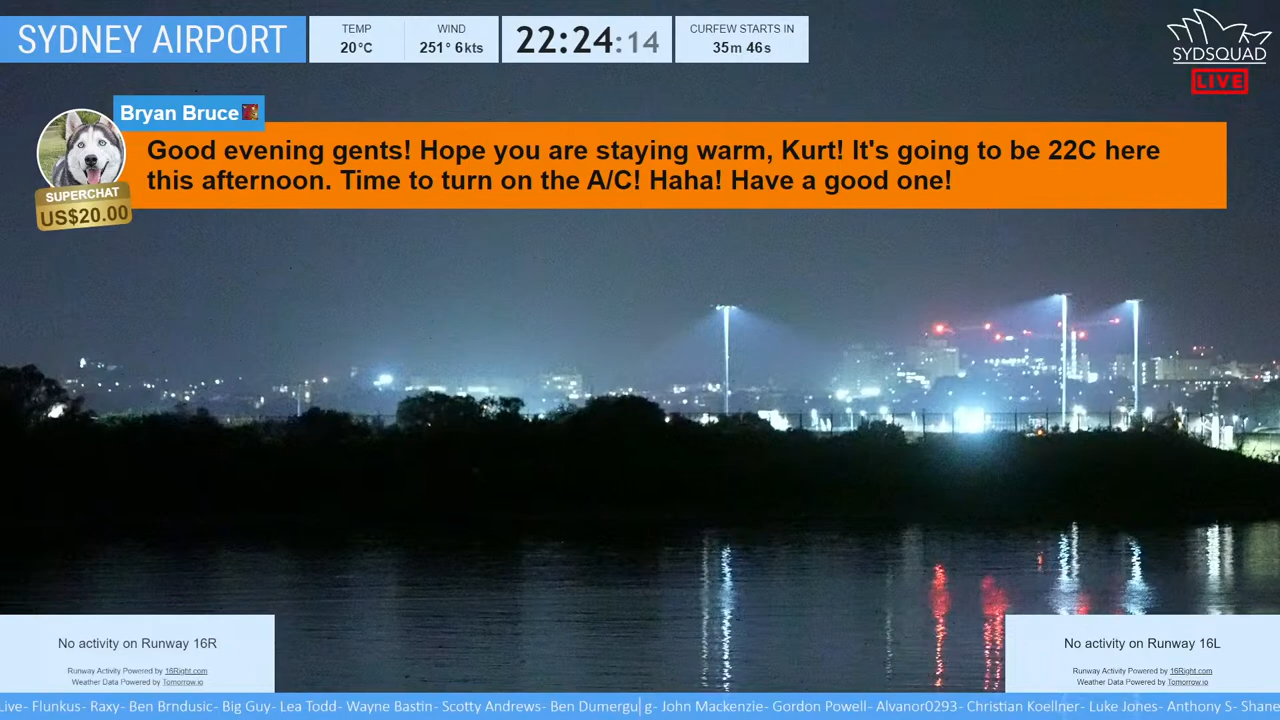 SYDNEY AIRPORT
TEMP
20°C
WIND
251° 6kts
22:24:14
CURFEW STARTS IN
35m 46s
SYDSQUAD
LIVE
Bryan Bruce
Good evening gents! Hope you are staying warm, Kurt! It's going to be 22C here
this afternoon. Time to turn on the A/C! Haha! Have a good one!
SUPERCHAT
US$20.00
No activity on Runway 16R
Runway Activity Powered by 16Right.com
Weather Data Powered by Tomorrow.io
No activity on Runway 16L
Runway Activity Powered by 16Right.com
Weather Data Powered by Tomorrow.io
Live- Flunkus- Raxy- Ben Brndusic- Big Guy- Lea Todd- Wayne Bastin- Scotty Andrews- Ben Dumergu| g- John Mackenzie- Gordon Powell- Alvanor0293- Christian Koellner- Luke Jones- Anthony S- Shane